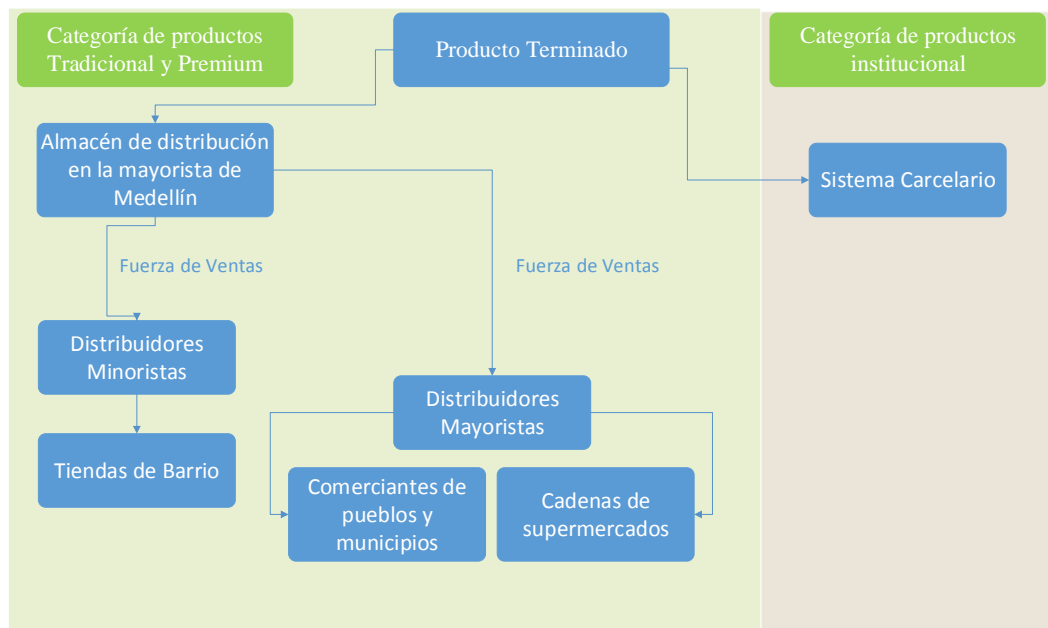 Categoría de productos
Tradicional y Premium
Producto Terminado
Categoría de productos
institucional
Almacén de distribución
en la mayorista de
Medellín
Sistema Carcelario
Fuerza de Ventas
Fuerza de Ventas
Distribuidores
Minoristas
Distribuidores
Mayoristas
Tiendas de Barrio
Comerciantes de
pueblos y
municipios
Cadenas de
supermercados